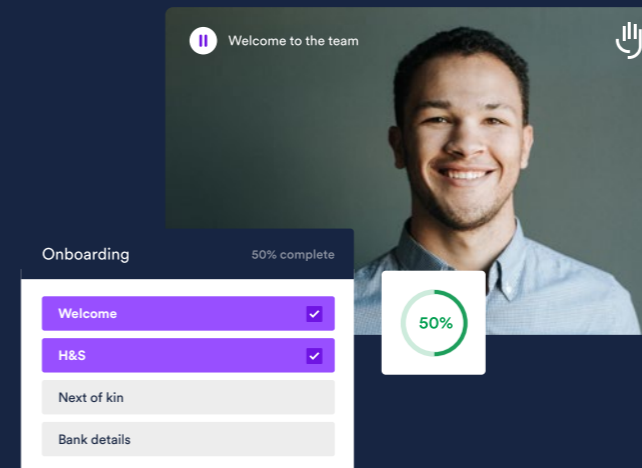 Welcome to the team
Onboarding
50% complete
Welcome
H&S
Next of kin
Bank details
50%